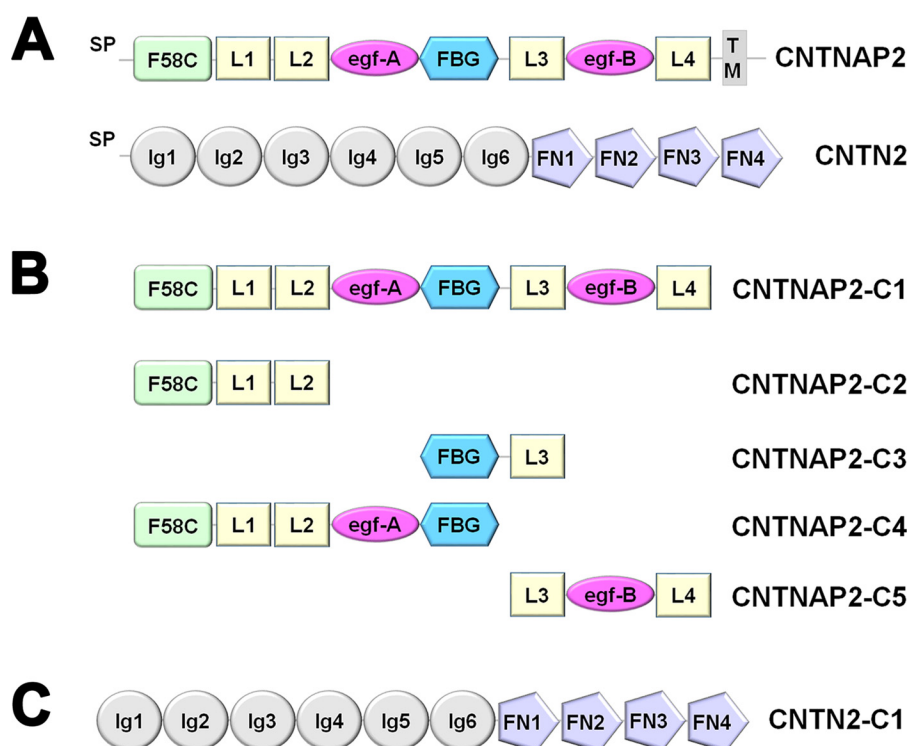 A
SP F58C L1 L2 egf-A FBG L3 egf-B L4 T M CNTNAP2
SP Ig1 Ig2 Ig3 Ig4 Ig5 Ig6 FN1 FN2 FN3 FN4 CNTN2
B
F58C L1 L2 egf-A FBG L3 egf-B L4 CNTNAP2-C1
F58C L1 L2 CNTNAP2-C2
FBG L3 CNTNAP2-C3
F58C L1 L2 egf-A FBG CNTNAP2-C4
L3 egf-B L4 CNTNAP2-C5
C
Ig1 Ig2 Ig3 Ig4 Ig5 Ig6 FN1 FN2 FN3 FN4 CNTN2-C1